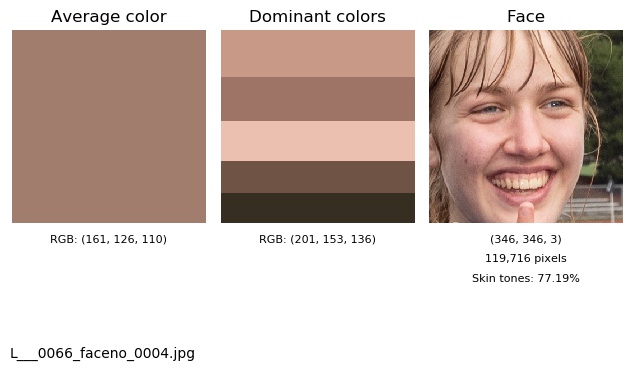 Average color
Dominant colors
Face
RGB: (161, 126, 110)
RGB: (201, 153, 136)
(346, 346, 3)
119,716 pixels
Skin tones: 77.19%
L___0066_faceno_0004.jpg